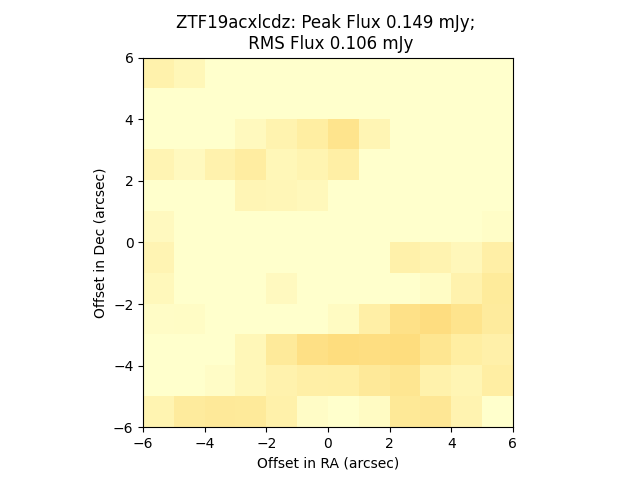 ZTF19acxlcdz: Peak Flux 0.149 mJy;
RMS Flux 0.106 mJy
6
4
2
0
−2
−4
−6
Offset in Dec (arcsec)
−6 −4 −2 0 2 4 6
Offset in RA (arcsec)